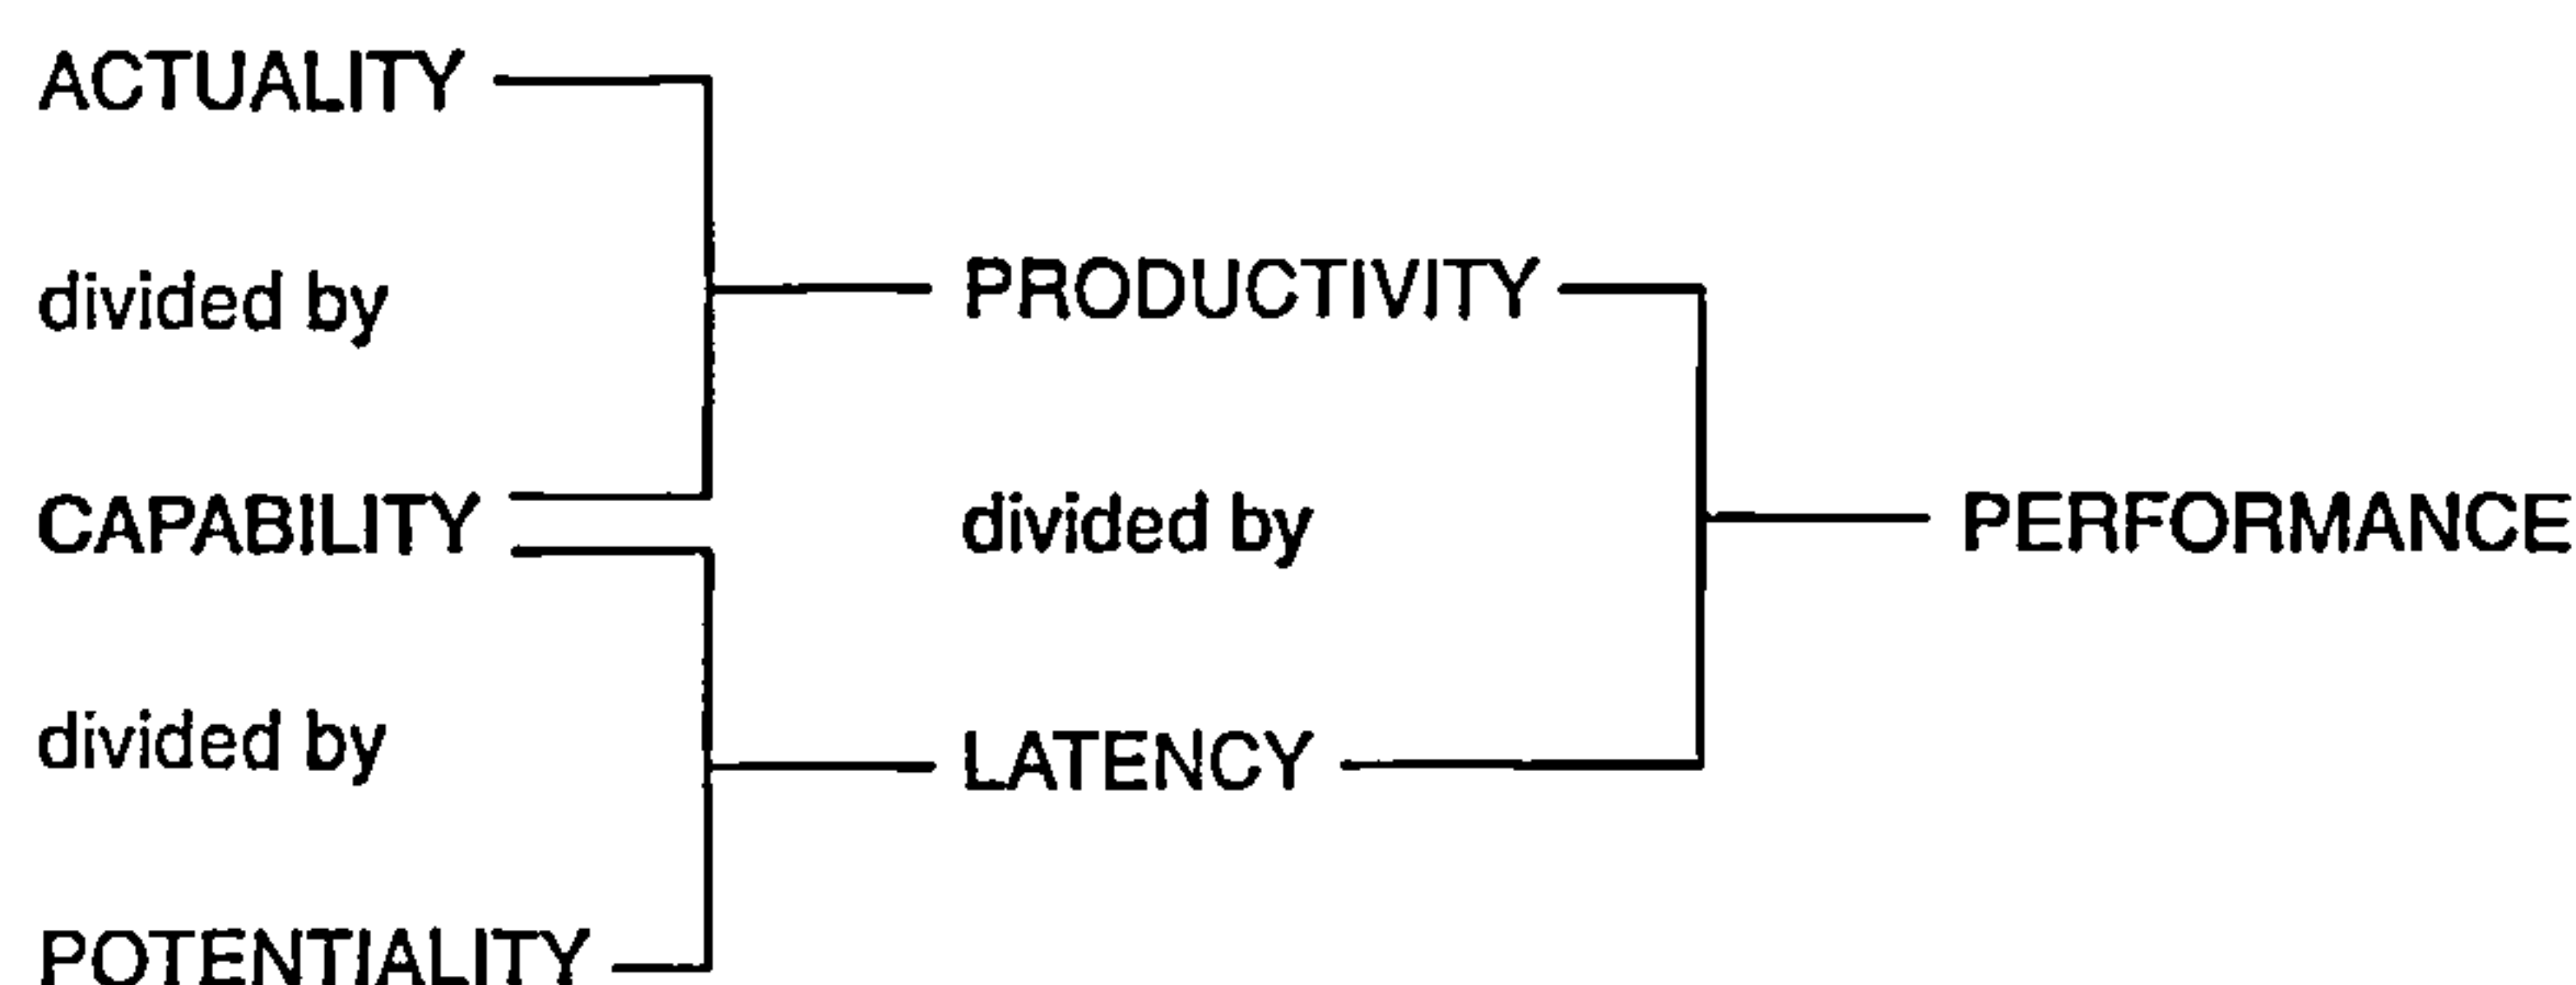 ACTUALITY
divided by
PRODUCTIVITY
CAPABILITY
divided by
PERFORMANCE
divided by
LATENCY
POTENTIALITY